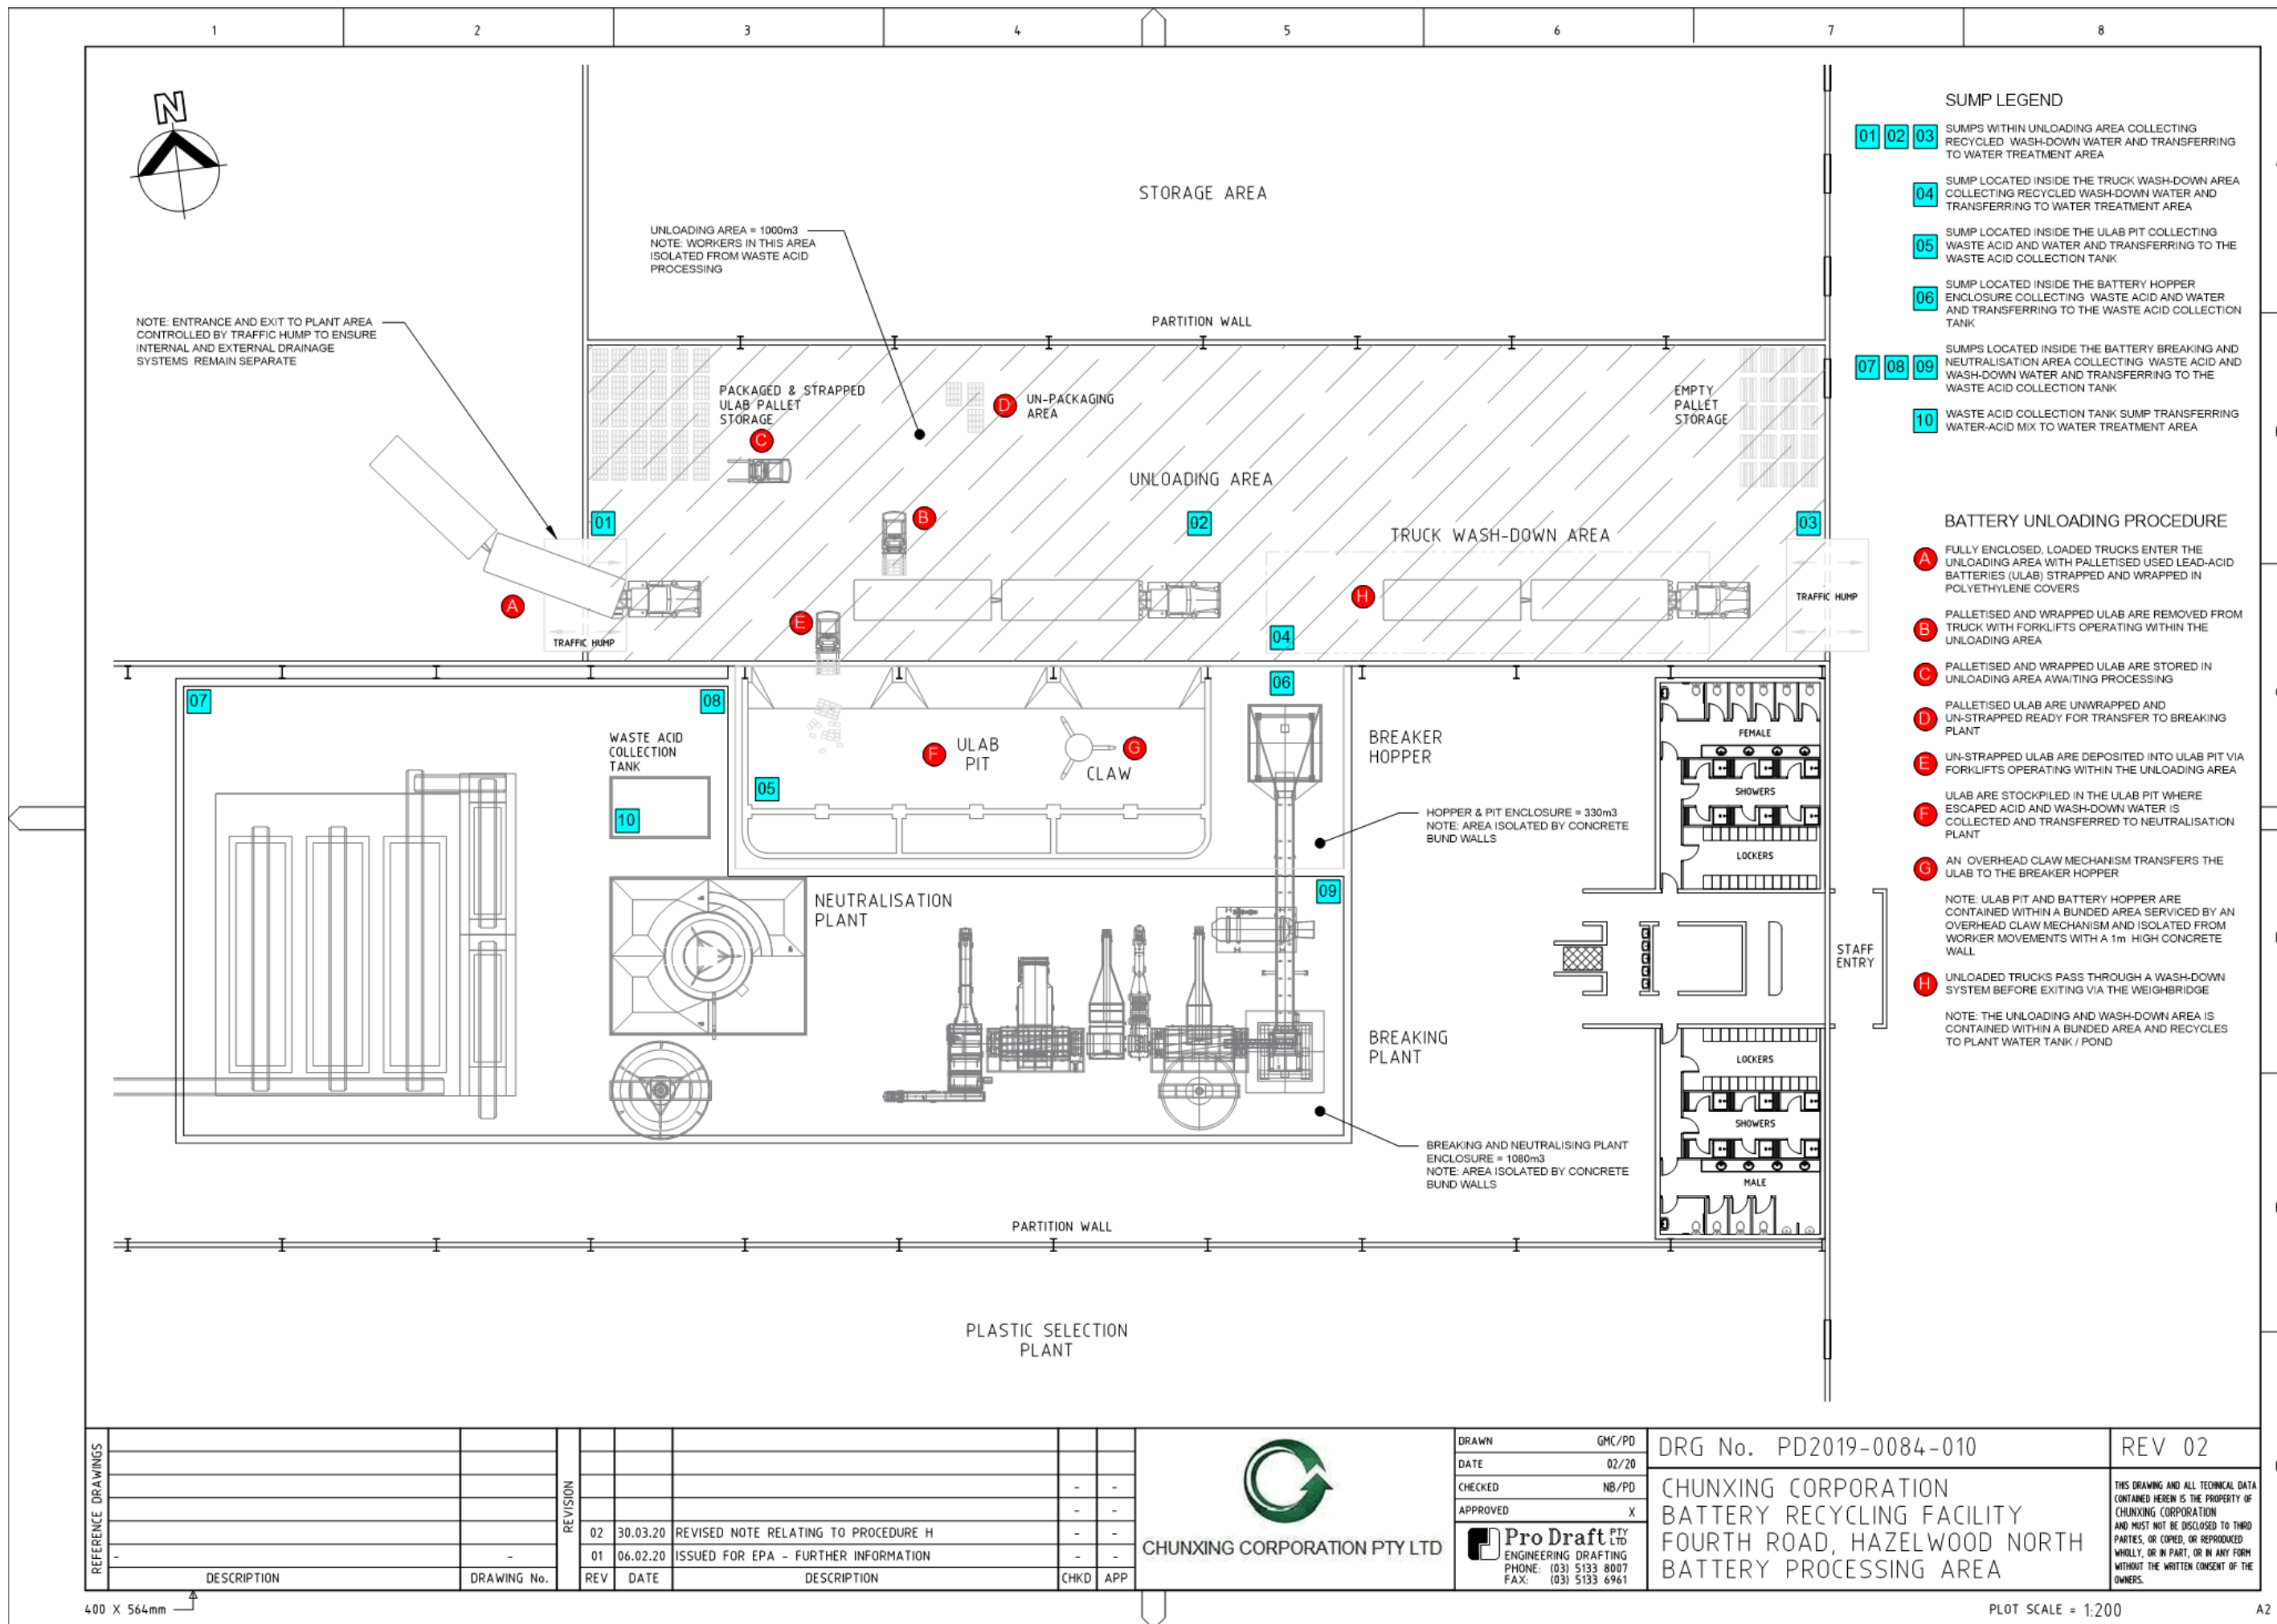 1 2 3 4 5 6 7 8
N
STORAGE AREA
UNLOADING AREA = 1000m3
NOTE: WORKERS IN THIS AREA
ISOLATED FROM WASTE ACID
PROCESSING
NOTE: ENTRANCE AND EXIT TO PLANT AREA
CONTROLLED BY TRAFFIC HUMP TO ENSURE
INTERNAL AND EXTERNAL DRAINAGE
SYSTEMS REMAIN SEPARATE
PARTITION WALL
PACKAGED & STRAPPED
ULAB PALLET
STORAGE
C
D
UN-PACKAGING
AREA
EMPTY
PALLET
STORAGE
UNLOADING AREA
01
B
02
03
TRUCK WASH-DOWN AREA
A
E
H
TRAFFIC HUMP
TRAFFIC HUMP
04
06
07
08
WASTE ACID
COLLECTION
TANK
10
05
F
ULAB
PIT
G
CLAW
BREAKER
HOPPER
HOPPER & PIT ENCLOSURE = 330m3
NOTE: AREA ISOLATED BY CONCRETE
BUND WALLS
09
NEUTRALISATION
PLANT
BREAKING
PLANT
BREAKING AND NEUTRALISING PLANT
ENCLOSURE = 1080m3
NOTE: AREA ISOLATED BY CONCRETE
BUND WALLS
FEMALE
SHOWERS
LOCKERS
STAFF
ENTRY
LOCKERS
SHOWERS
MALE
PARTITION WALL
PLASTIC SELECTION
PLANT
SUMP LEGEND
01 02 03 SUMPS WITHIN UNLOADING AREA COLLECTING
RECYCLED WASH-DOWN WATER AND TRANSFERRING
TO WATER TREATMENT AREA
04 SUMP LOCATED INSIDE THE TRUCK WASH-DOWN AREA
COLLECTING RECYCLED WASH-DOWN WATER AND
TRANSFERRING TO WATER TREATMENT AREA
05 SUMP LOCATED INSIDE THE ULAB PIT COLLECTING
WASTE ACID AND WATER AND TRANSFERRING TO THE
WASTE ACID COLLECTION TANK
06 SUMP LOCATED INSIDE THE BATTERY HOPPER
ENCLOSURE COLLECTING WASTE ACID AND WATER
AND TRANSFERRING TO THE WASTE ACID COLLECTION
TANK
07 08 09 SUMPS LOCATED INSIDE THE BATTERY BREAKING AND
NEUTRALISATION AREA COLLECTING WASTE ACID AND
WASH-DOWN WATER AND TRANSFERRING TO THE
WASTE ACID COLLECTION TANK
10 WASTE ACID COLLECTION TANK SUMP TRANSFERRING
WATER-ACID MIX TO WATER TREATMENT AREA
BATTERY UNLOADING PROCEDURE
A FULLY ENCLOSED, LOADED TRUCKS ENTER THE
UNLOADING AREA WITH PALLETISED USED LEAD-ACID
BATTERIES (ULAB) STRAPPED AND WRAPPED IN
POLYETHYLENE COVERS
B PALLETISED AND WRAPPED ULAB ARE REMOVED FROM
TRUCK WITH FORKLIFTS OPERATING WITHIN THE
UNLOADING AREA
C PALLETISED AND WRAPPED ULAB ARE STORED IN
UNLOADING AREA AWAITING PROCESSING
D PALLETISED ULAB ARE UNWRAPPED AND
UN-STRAPPED READY FOR TRANSFER TO BREAKING
PLANT
E UN-STRAPPED ULAB ARE DEPOSITED INTO ULAB PIT VIA
FORKLIFTS OPERATING WITHIN THE UNLOADING AREA
F ULAB ARE STOCKPILED IN THE ULAB PIT WHERE
ESCAPED ACID AND WASH-DOWN WATER IS
COLLECTED AND TRANSFERRED TO NEUTRALISATION
PLANT
G AN OVERHEAD CLAW MECHANISM TRANSFERS THE
ULAB TO THE BREAKER HOPPER
NOTE: ULAB PIT AND BATTERY HOPPER ARE
CONTAINED WITHIN A BUNDED AREA SERVICED BY AN
OVERHEAD CLAW MECHANISM AND ISOLATED FROM
WORKER MOVEMENTS WITH A 1m HIGH CONCRETE
WALL
H UNLOADED TRUCKS PASS THROUGH A WASH-DOWN
SYSTEM BEFORE EXITING VIA THE WEIGHBRIDGE
NOTE: THE UNLOADING AND WASH-DOWN AREA IS
CONTAINED WITHIN A BUNDED AREA AND RECYCLES
TO PLANT WATER TANK / POND
REFERENCE DRAWINGS
- -
DESCRIPTION DRAWING No.
REVISION
- -
- -
02 30.03.20 REVISED NOTE RELATING TO PROCEDURE H - -
01 06.02.20 ISSUED FOR EPA - FURTHER INFORMATION - -
REV DATE DESCRIPTION CHKD APP
CHUNXING CORPORATION PTY LTD
DRAWN GMC/PD
DATE 02/20
CHECKED NB/PD
APPROVED X
Pro Draft PTY LTD
ENGINEERING DRAFTING
PHONE: (03) 5133 8007
FAX: (03) 5133 6961
DRG No. PD2019-0084-010
REV 02
CHUNXING CORPORATION
BATTERY RECYCLING FACILITY
FOURTH ROAD, HAZELWOOD NORTH
BATTERY PROCESSING AREA
THIS DRAWING AND ALL TECHNICAL DATA
CONTAINED HEREIN IS THE PROPERTY OF
CHUNXING CORPORATION
AND MUST NOT BE DISCLOSED TO THIRD
PARTIES, OR COPIED, OR REPRODUCED
WHOLLY, OR IN PART, OR IN ANY FORM
WITHOUT THE WRITTEN CONSENT OF THE
OWNERS.
400 X 564mm
PLOT SCALE = 1:200
A2